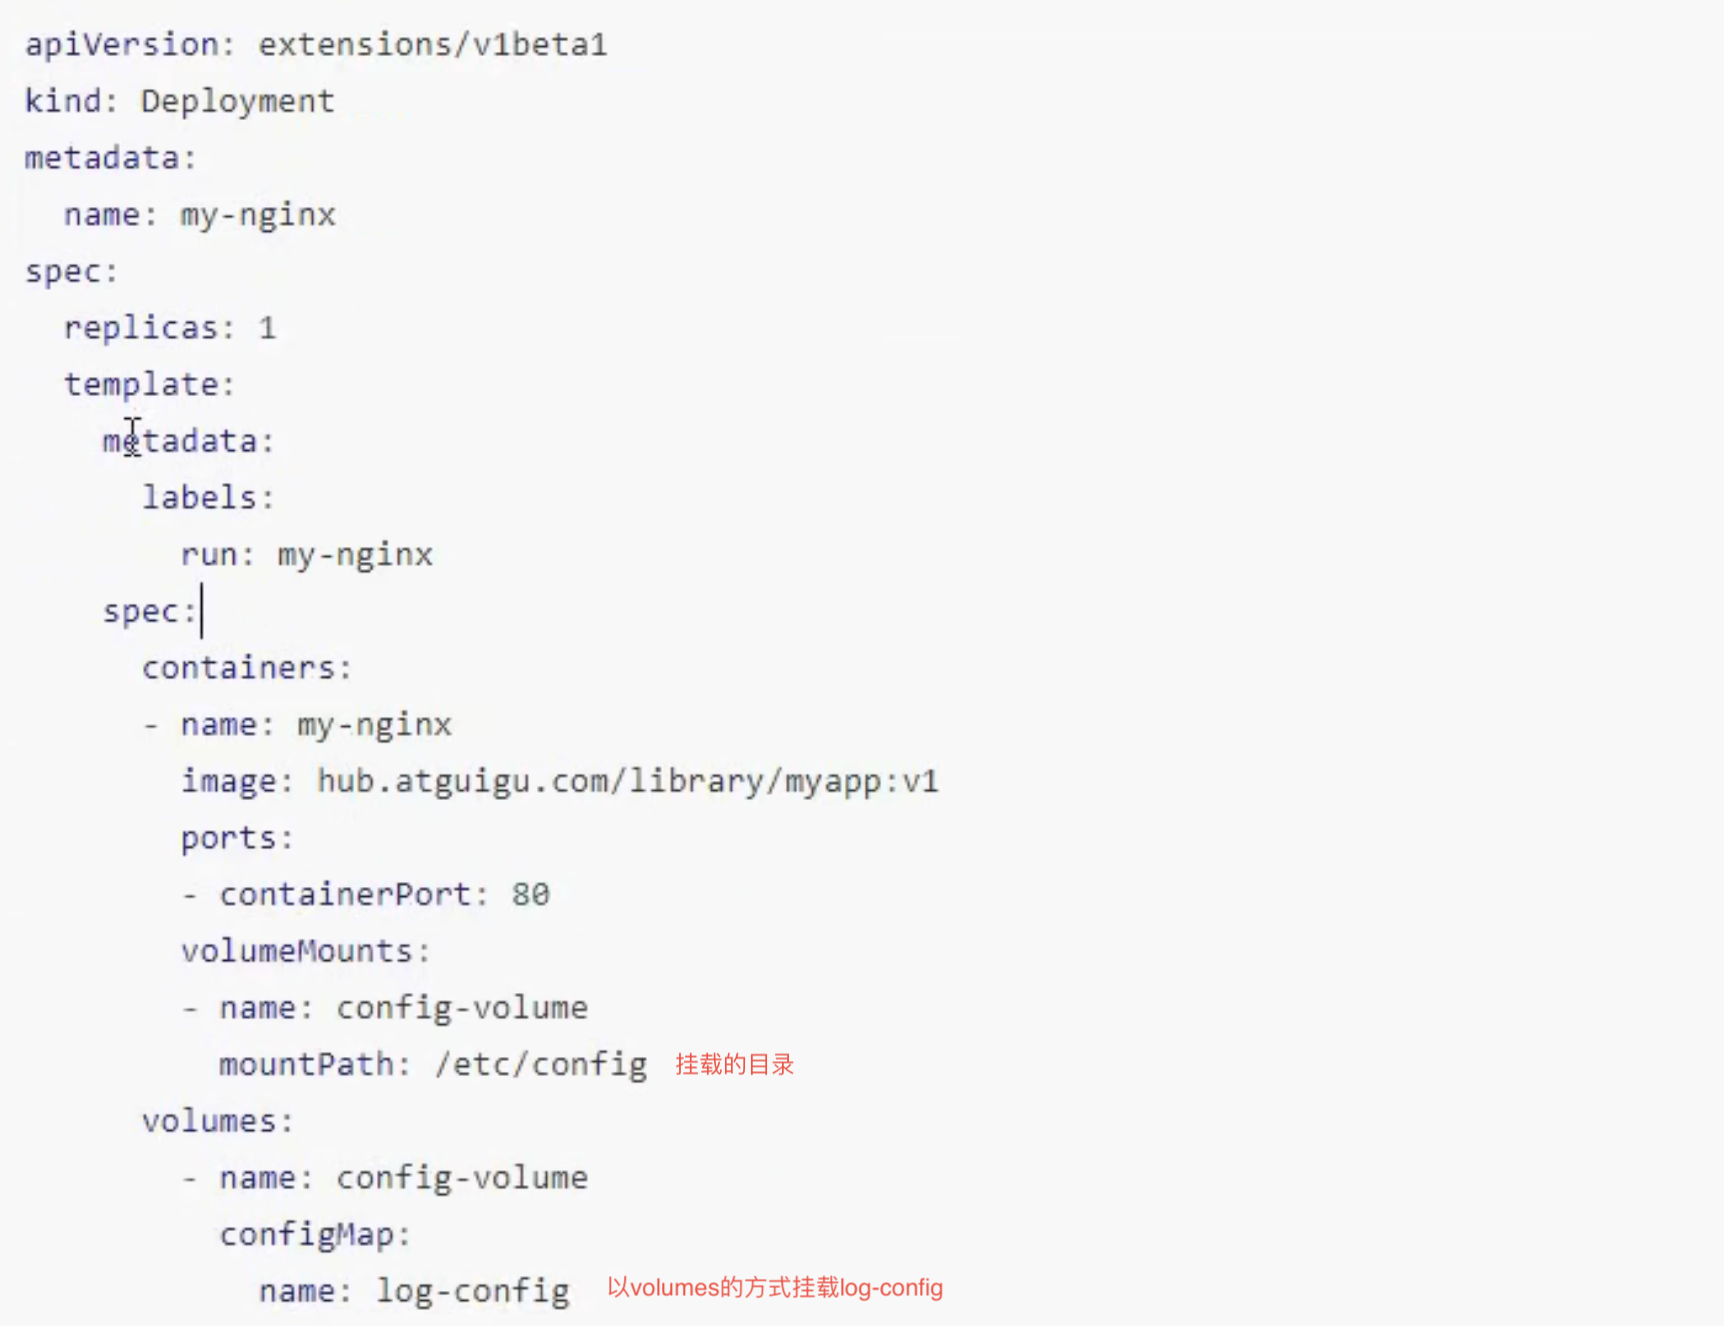 apiVersion: extensions/v1beta1
kind: Deployment
metadata:
  name: my-nginx
spec:
  replicas: 1
  template:
    metadata:
      labels:
        run: my-nginx
    spec:
      containers:
      - name: my-nginx
        image: hub.atguigu.com/library/myapp:v1
        ports:
        - containerPort: 80
        volumeMounts:
        - name: config-volume
          mountPath: /etc/config 挂载的目录
      volumes:
        - name: config-volume
          configMap:
            name: log-config 以volumes的方式挂载log-config